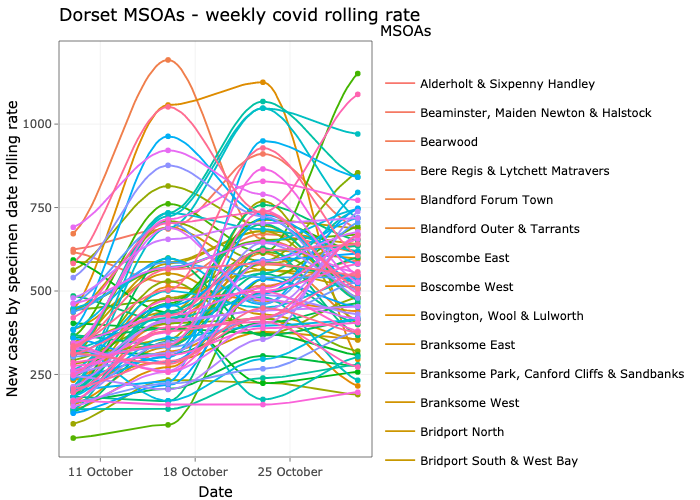 Dorset MSOAs - weekly covid rolling rate
MSOAs
New cases by specimen date rolling rate
1000
750
500
250
11 October
18 October
25 October
Date
Alderholt & Sixpenny Handley
Beaminster, Maiden Newton & Halstock
Bearwood
Bere Regis & Lytchett Matravers
Blandford Forum Town
Blandford Outer & Tarrants
Boscombe East
Boscombe West
Bovington, Wool & Lulworth
Branksome East
Branksome Park, Canford Cliffs & Sandbanks
Branksome West
Bridport North
Bridport South & West Bay